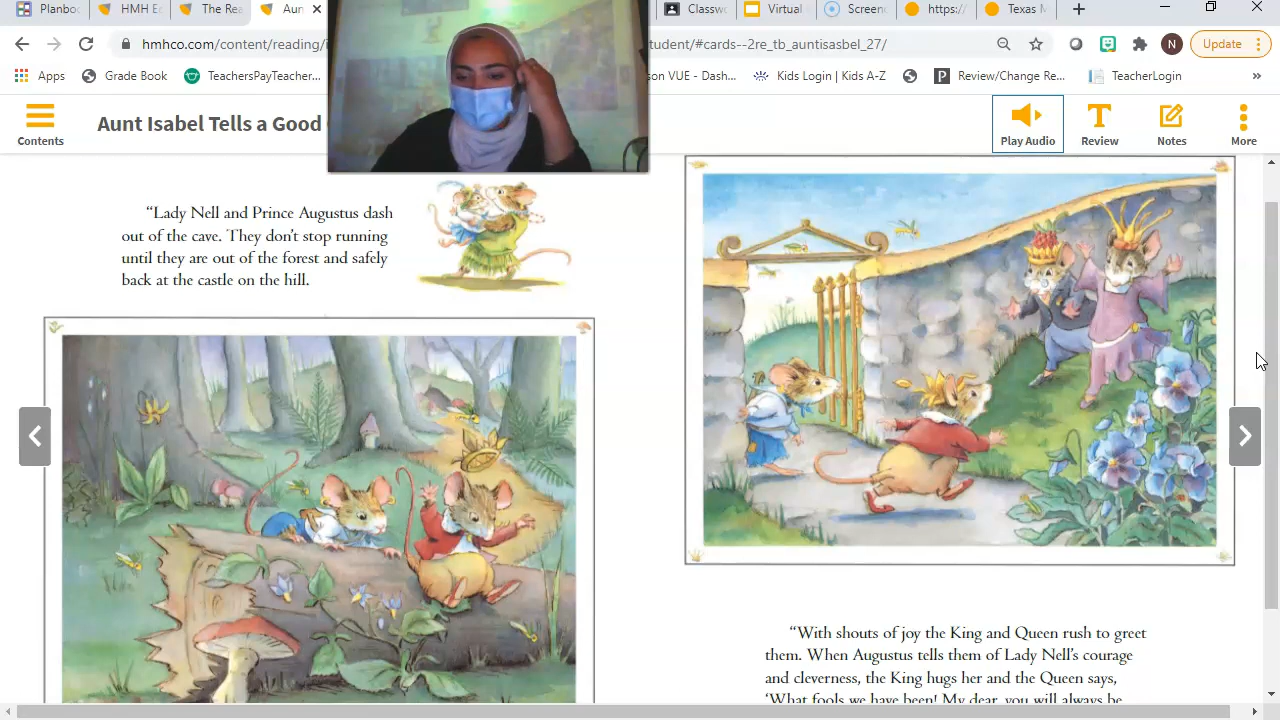 Planboo
HMH Ec
The Rea
Aun
Classwo
Virtual
Screenc
https:/
Texas M
hmhco.com/content/reading/i
student/#cards--2re_tb_auntisasbel_27/
N
Update
Apps
Grade Book
TeachersPayTeacher...
son VUE - Das...
Kids Login | Kids A-Z
P
Review/Change Re...
TeacherLogin
»
Contents
Aunt Isabel Tells a Good
Play Audio
T
Review
Notes
More
“Lady Nell and Prince Augustus dash
out of the cave. They don’t stop running
until they are out of the forest and safely
back at the castle on the hill.
“With shouts of joy the King and Queen rush to greet
them. When Augustus tells them of Lady Nell’s courage
and cleverness, the King hugs her and the Queen says,
‘What fools we have been! My dear, you will always be